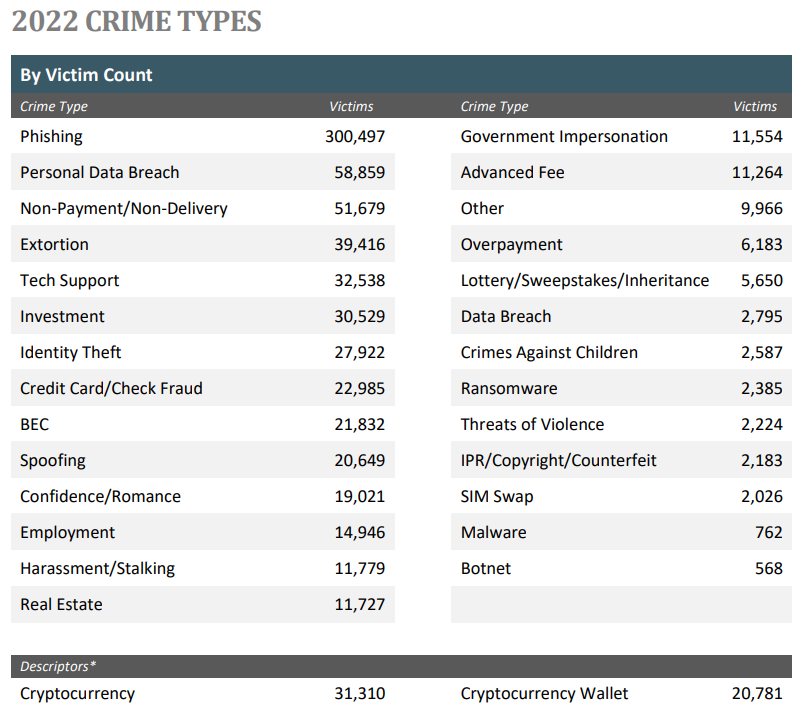 2022 CRIME TYPES
By Victim Count
Crime Type Victims Crime Type Victims
Phishing 300,497 Government Impersonation 11,554
Personal Data Breach 58,859 Advanced Fee 11,264
Non-Payment/Non-Delivery 51,679 Other 9,966
Extortion 39,416 Overpayment 6,183
Tech Support 32,538 Lottery/Sweepstakes/Inheritance 5,650
Investment 30,529 Data Breach 2,795
Identity Theft 27,922 Crimes Against Children 2,587
Credit Card/Check Fraud 22,985 Ransomware 2,385
BEC 21,832 Threats of Violence 2,224
Spoofing 20,649 IPR/Copyright/Counterfeit 2,183
Confidence/Romance 19,021 SIM Swap 2,026
Employment 14,946 Malware 762
Harassment/Stalking 11,779 Botnet 568
Real Estate 11,727
Descriptors*
Cryptocurrency 31,310 Cryptocurrency Wallet 20,781